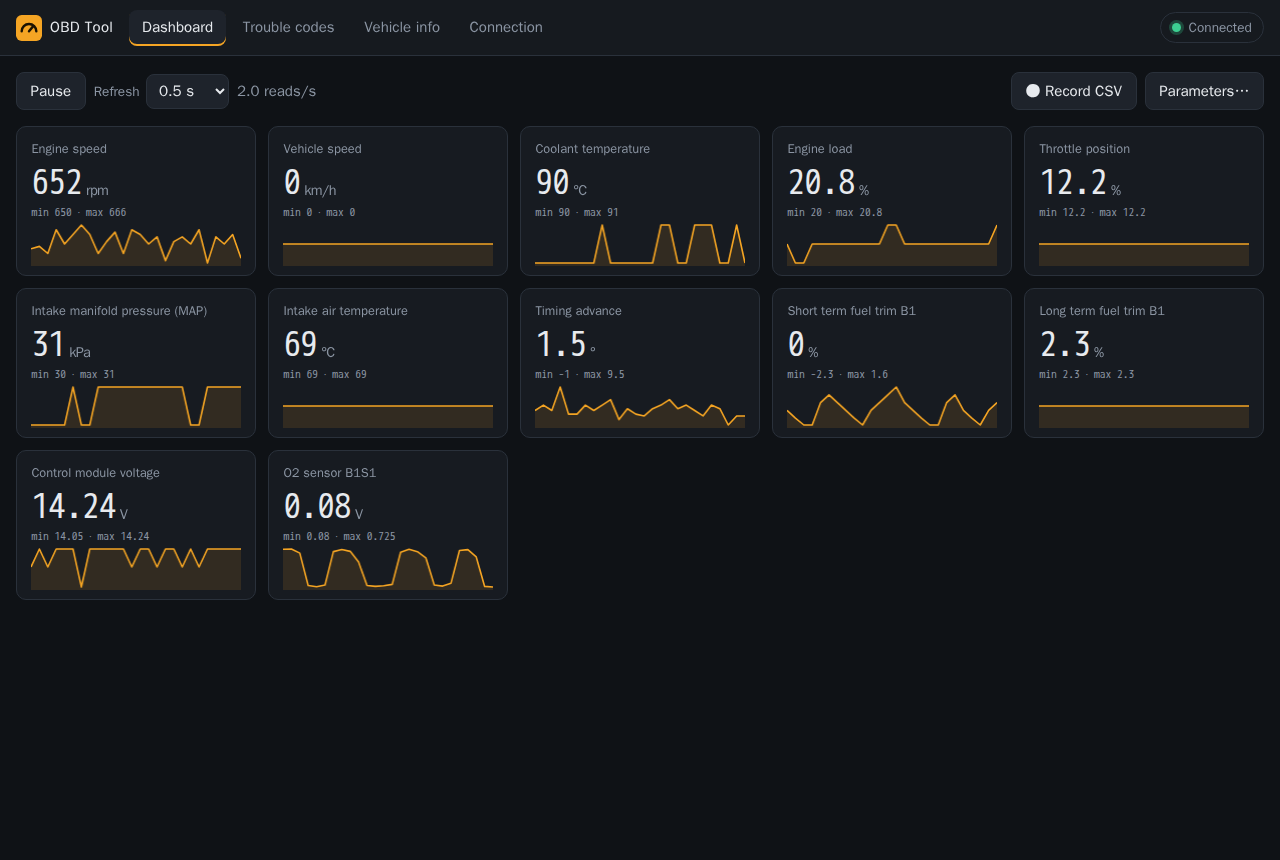 OBD Tool
Dashboard
Trouble codes
Vehicle info
Connection
Connected
Pause
Refresh
0.5 s
2.0 reads/s
Record CSV
Parameters⋯
Engine speed
652 rpm
min 650 · max 666
Vehicle speed
0 km/h
min 0 · max 0
Coolant temperature
90 °C
min 90 · max 91
Engine load
20.8 %
min 20 · max 20.8
Throttle position
12.2 %
min 12.2 · max 12.2
Intake manifold pressure (MAP)
31 kPa
min 30 · max 31
Intake air temperature
69 °C
min 69 · max 69
Timing advance
1.5 °
min -1 · max 9.5
Short term fuel trim B1
0 %
min -2.3 · max 1.6
Long term fuel trim B1
2.3 %
min 2.3 · max 2.3
Control module voltage
14.24 V
min 14.05 · max 14.24
O2 sensor B1S1
0.08 V
min 0.08 · max 0.725